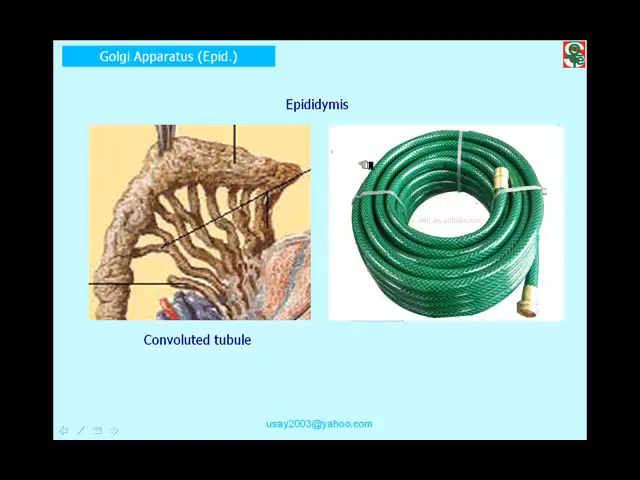 Golgi Apparatus (Epid.)
Epididymis
Convoluted tubule
usay2003@yahoo.com